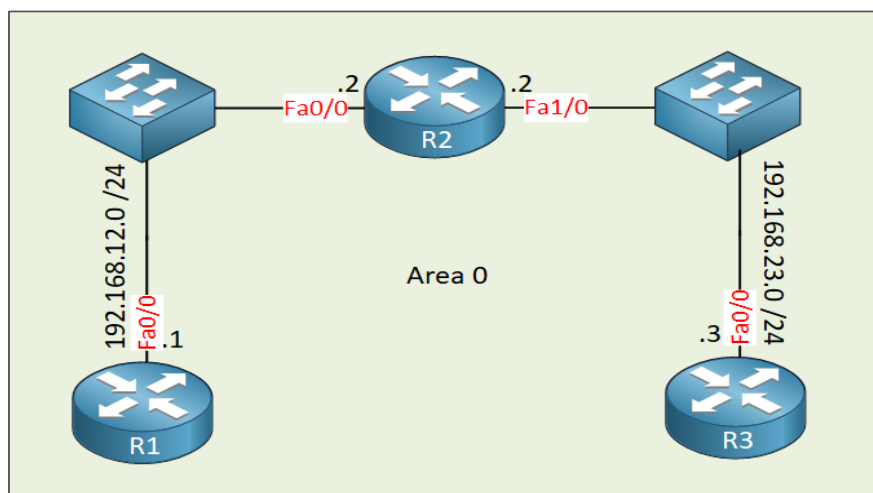 .2
.2
Fa0/0
Fa1/0
R2
192.168.12.0 /24
192.168.23.0 /24
Area 0
Fa0/0
.1
.3
Fa0/0
R1
R3